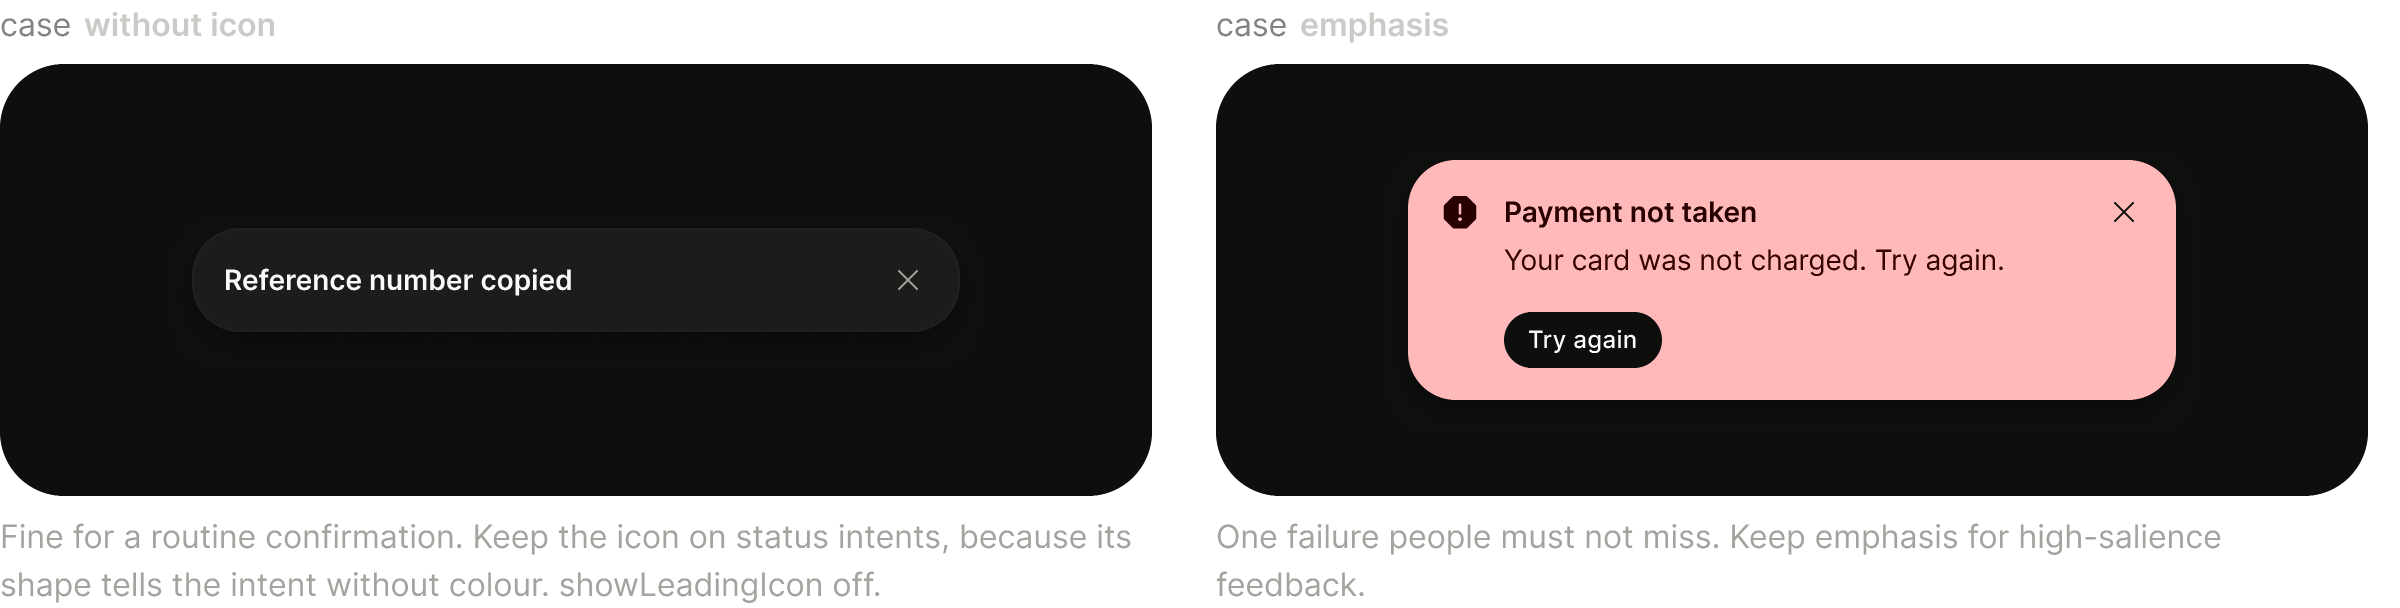 case without icon
Reference number copied
Fine for a routine confirmation. Keep the icon on status intents, because its
shape tells the intent without colour. showLeadingIcon off.
case emphasis
Payment not taken
Your card was not charged. Try again.
Try again
One failure people must not miss. Keep emphasis for high-salience
feedback.